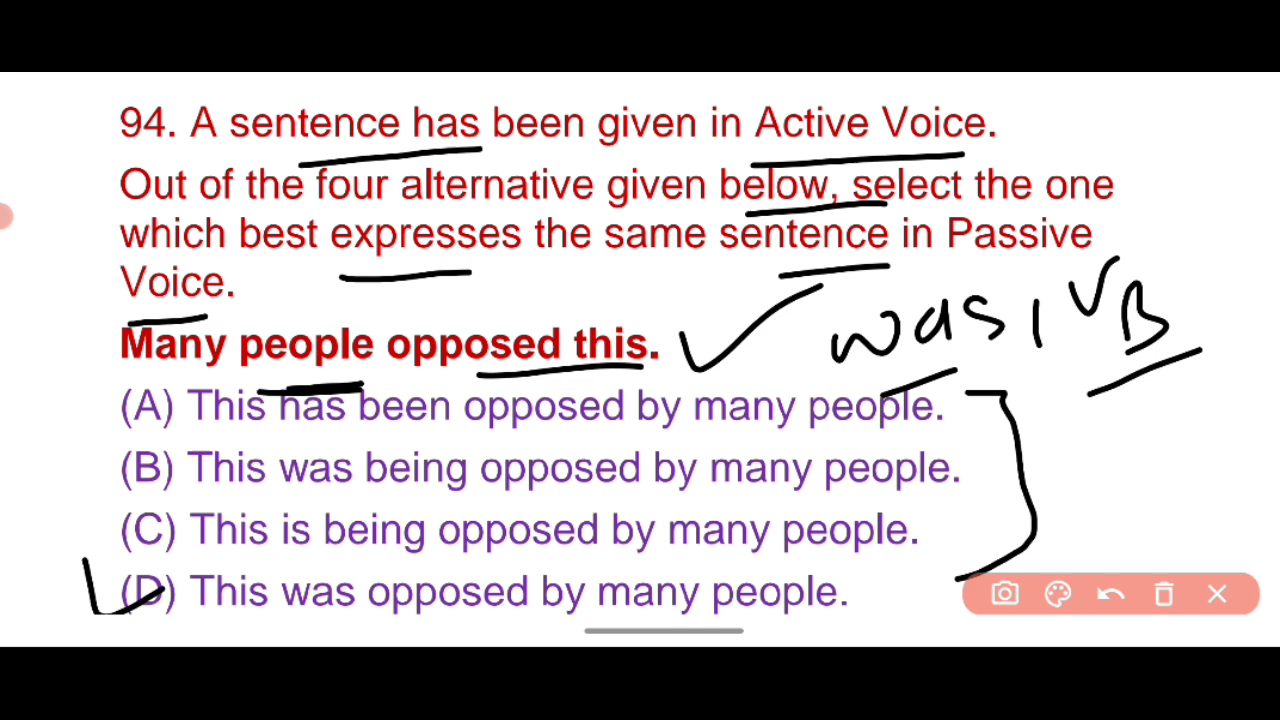 94. A sentence has been given in Active Voice.
Out of the four alternative given below, select the one
which best expresses the same sentence in Passive
Voice.
Many people opposed this.
was, VB
(A) This has been opposed by many people.
(B) This was being opposed by many people.
(C) This is being opposed by many people.
(D) This was opposed by many people.